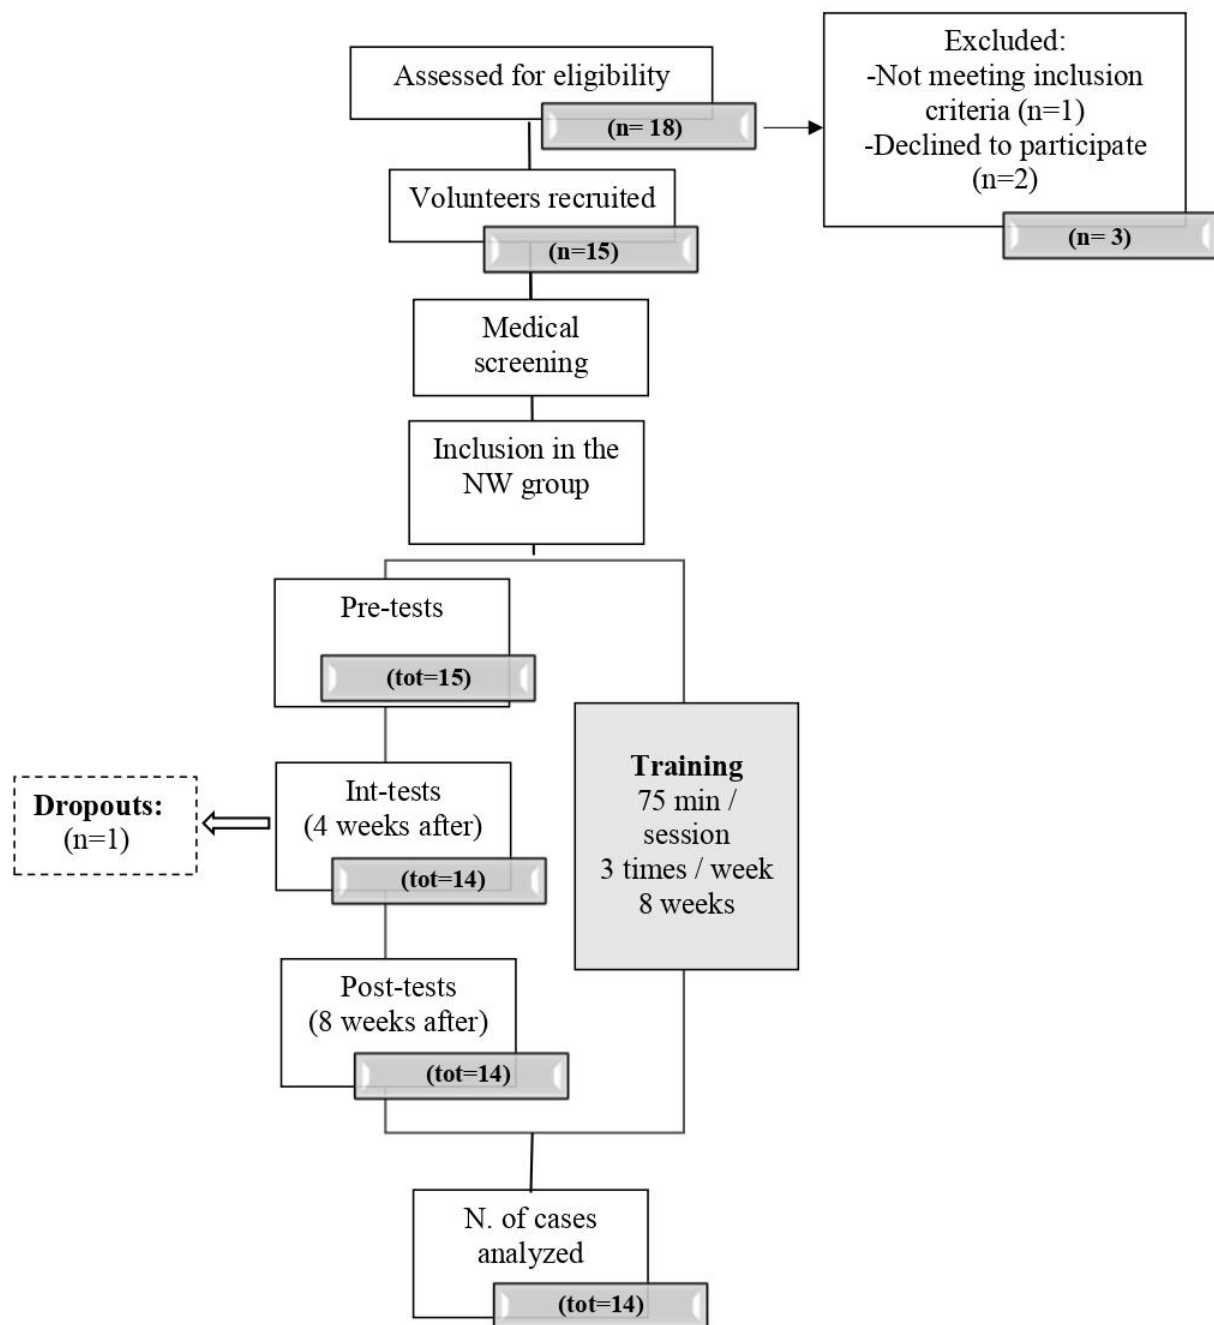 Assessed for eligibility
(n= 18)
Excluded:
-Not meeting inclusion
criteria (n=1)
-Declined to participate
(n=2)
(n= 3)
Volunteers recruited
(n=15)
Medical
screening
Inclusion in the
NW group
Pre-tests
(tot=15)
Training
75 min /
session
3 times / week
8 weeks
Int-tests
(4 weeks after)
(tot=14)
Dropouts:
(n=1)
Post-tests
(8 weeks after)
(tot=14)
N. of cases
analyzed
(tot=14)